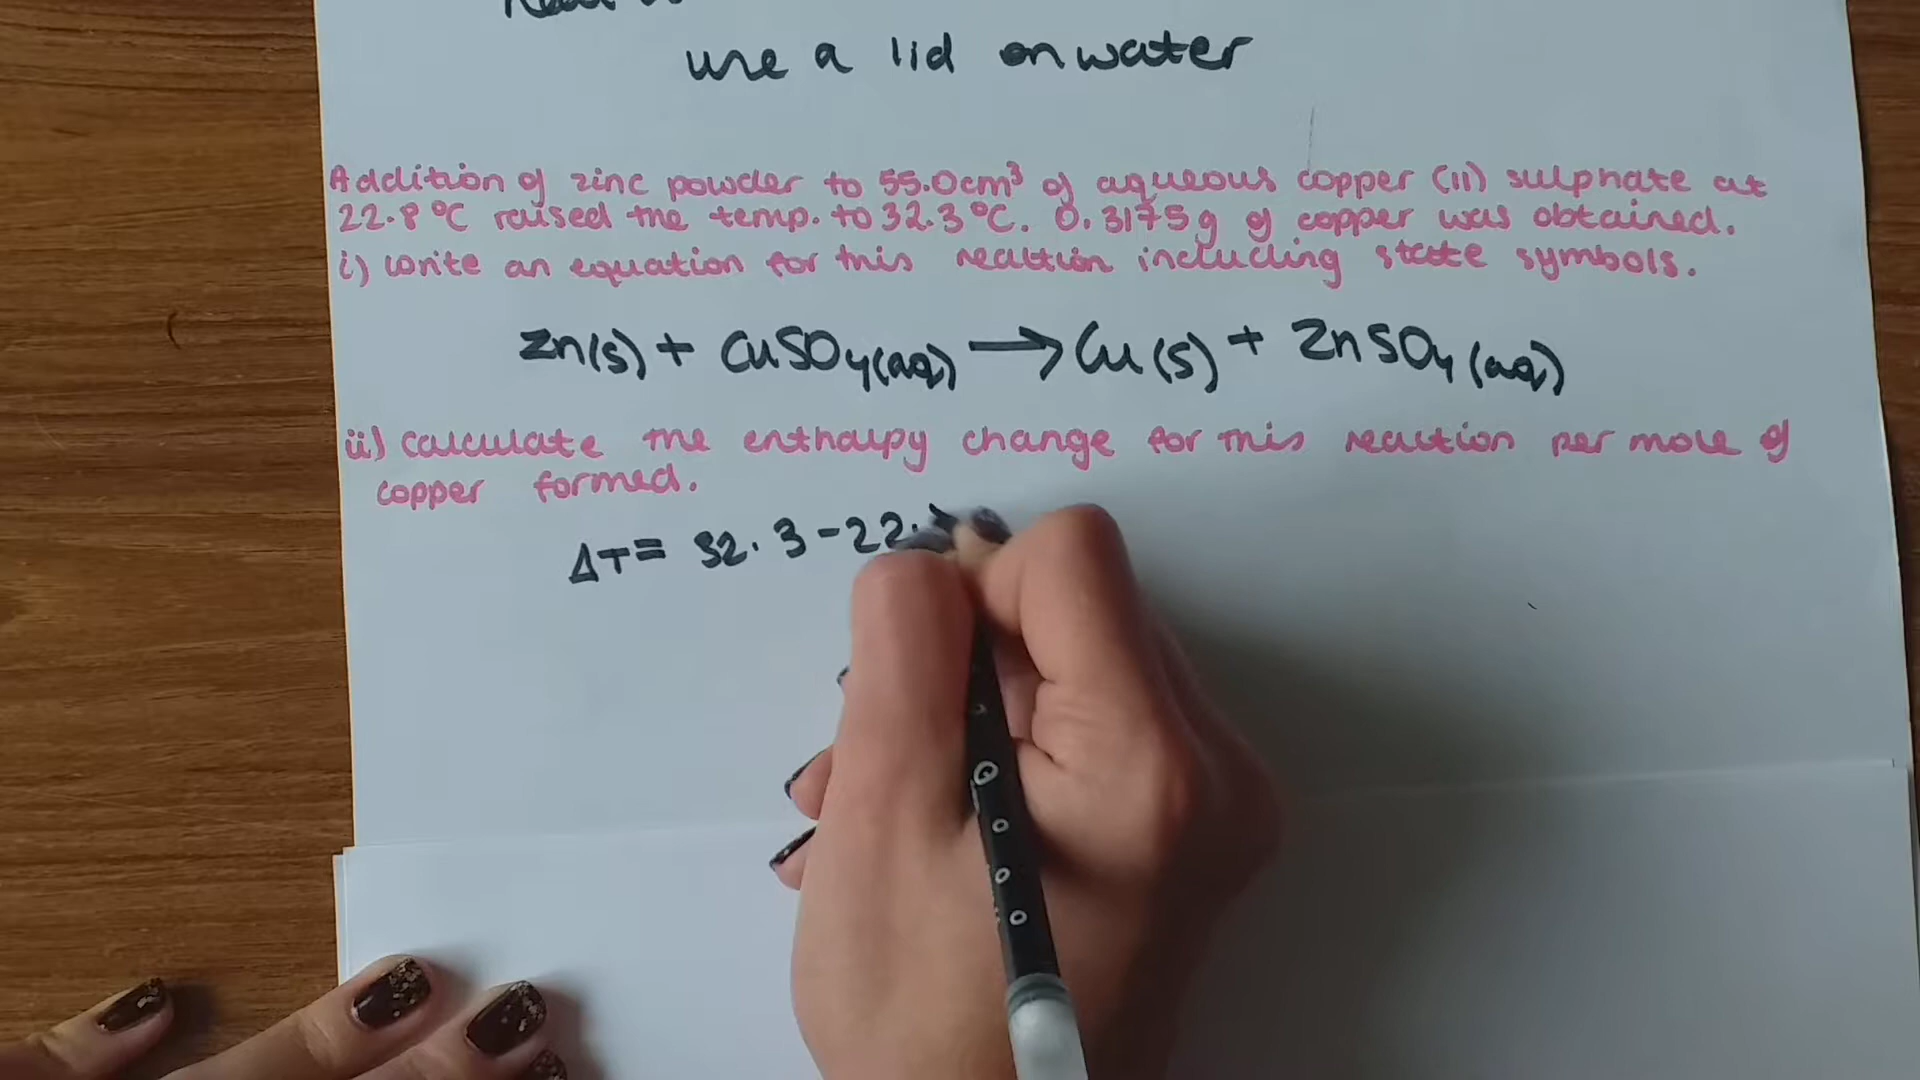 use a lid on water
Addition of zinc powder to 55.0cm³ of aqueous copper (II) sulphate at
22.8°C raised the temp. to 32.3°C. 0.3175g of copper was obtained.
i) write an equation for this reaction including state symbols.
Zn(s) + CuSO₄(aq) → Cu(s) + ZnSO₄(aq)
ii) calculate the enthalpy change for this reaction per mole of
copper formed.
ΔT = 32.3 - 22.